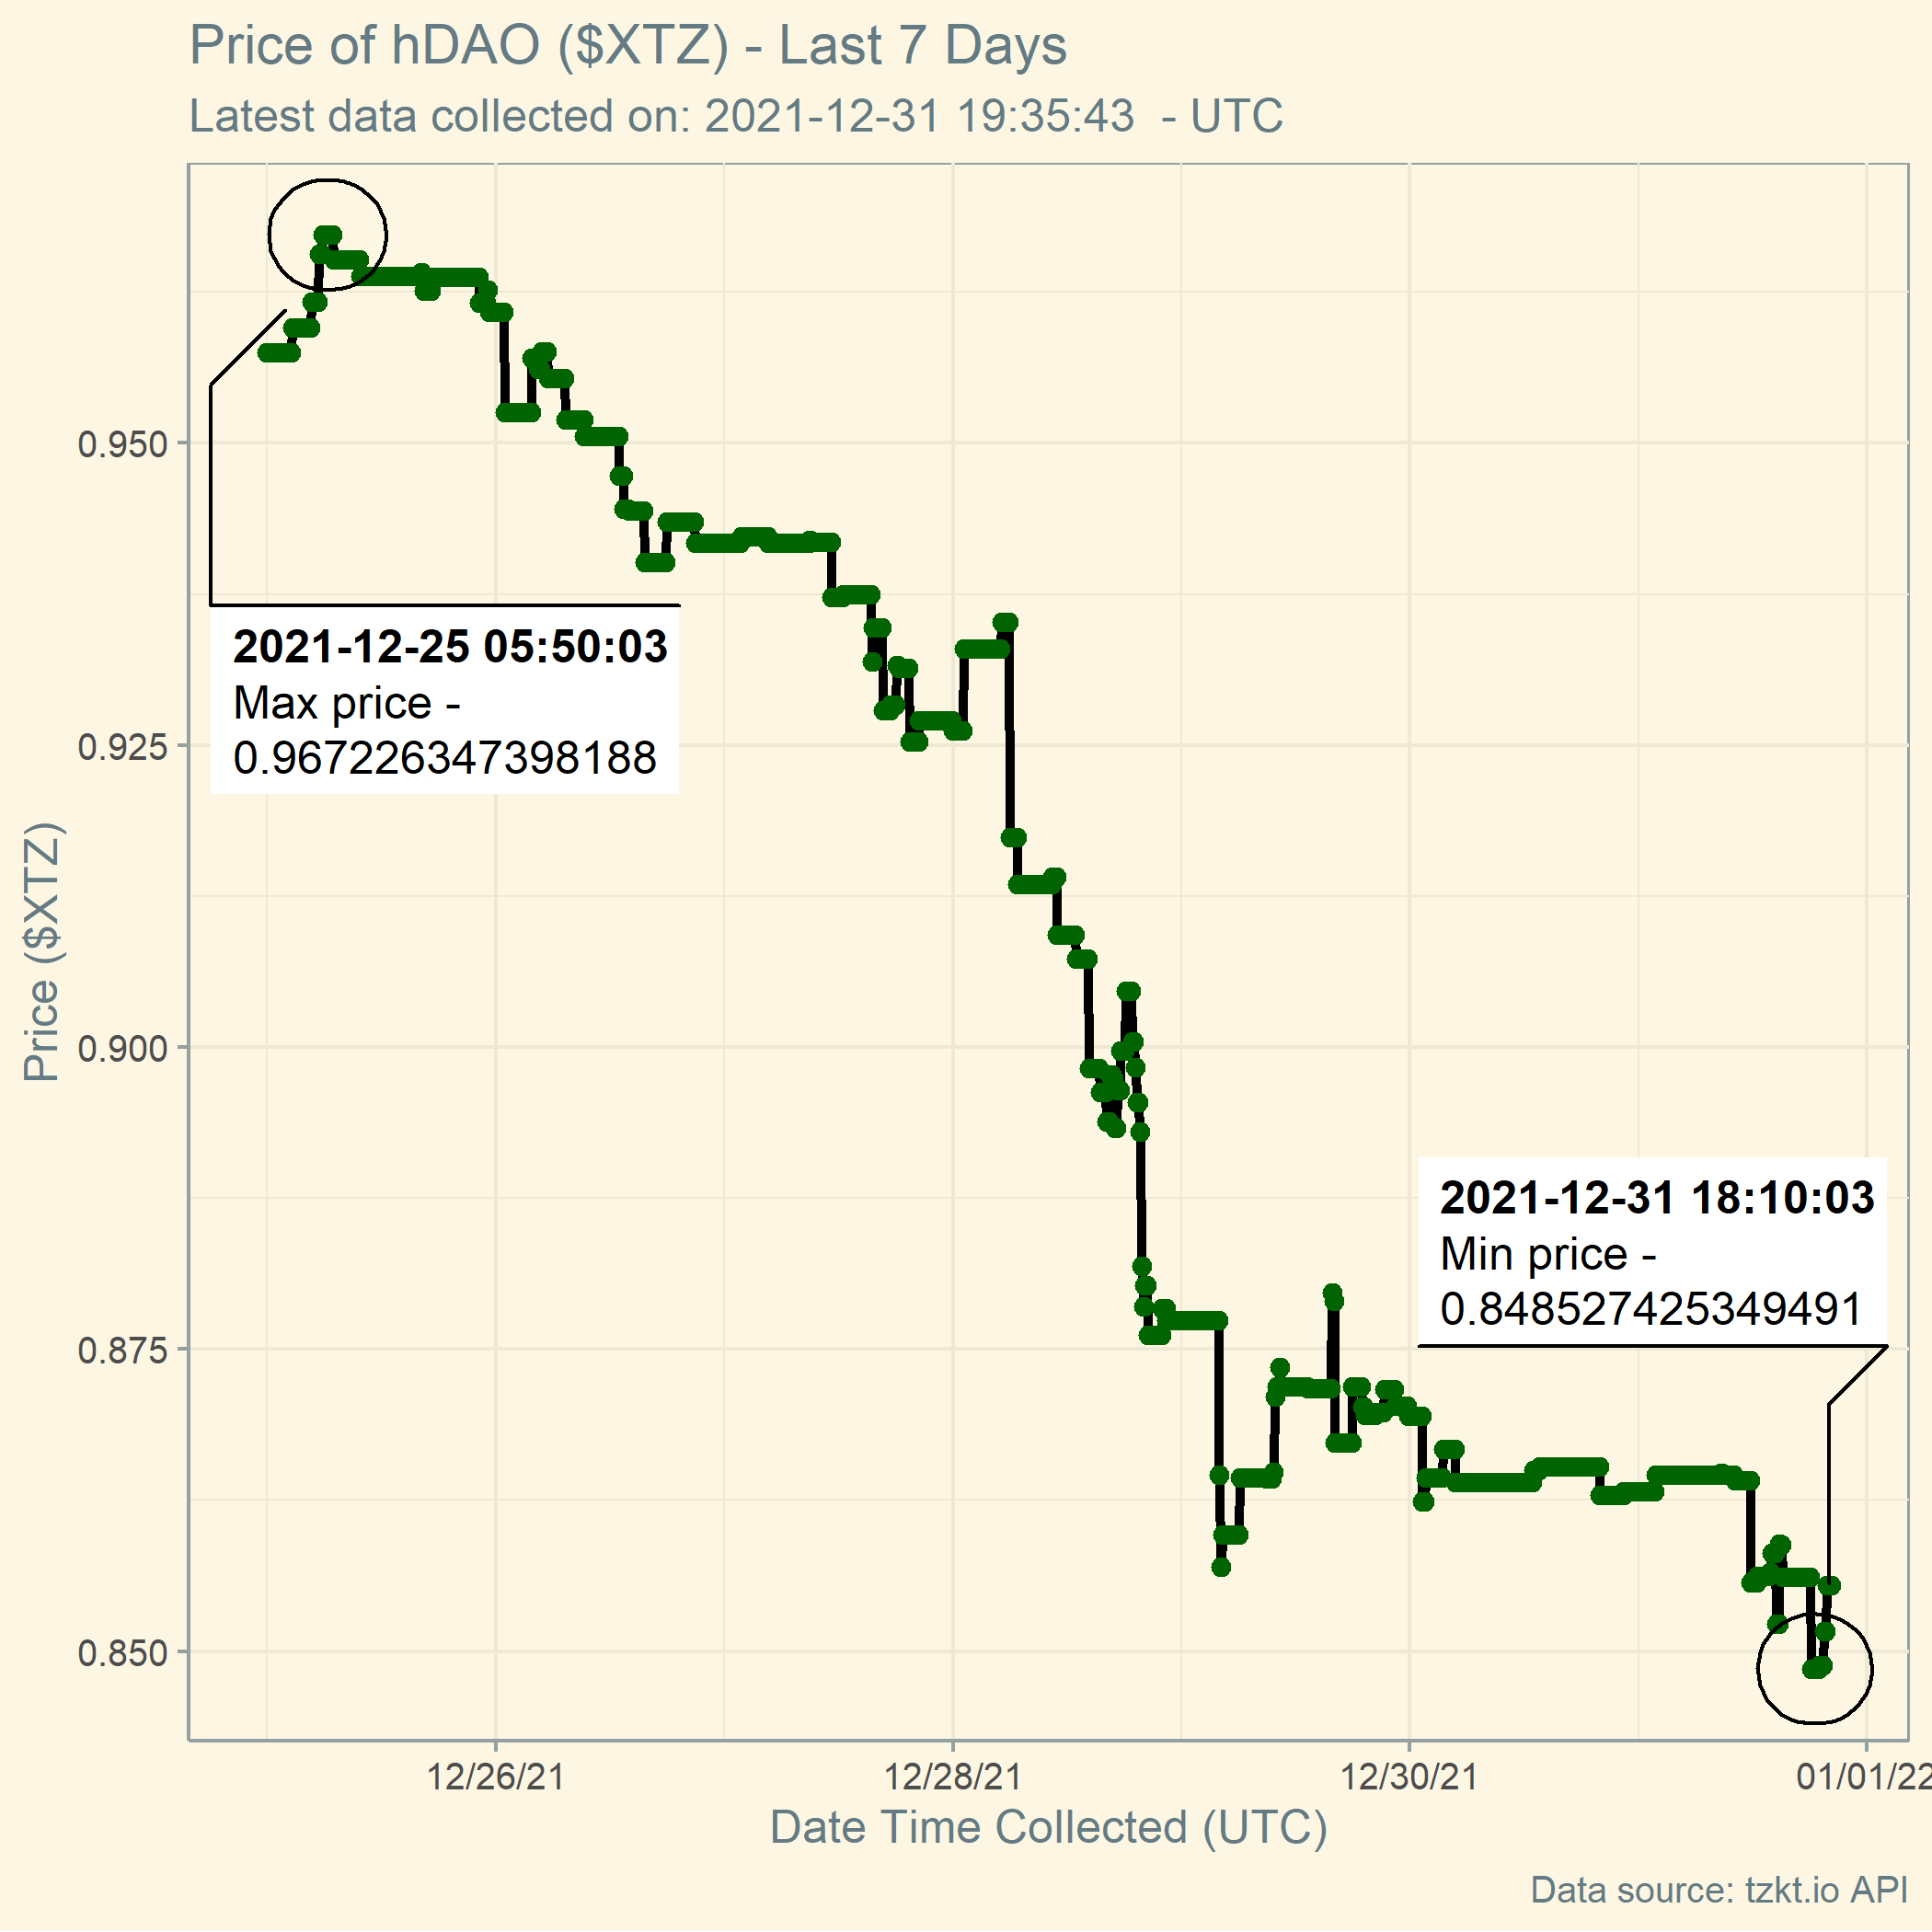 Price of hDAO ($XTZ) - Last 7 Days
Latest data collected on: 2021-12-31 19:35:43  - UTC
Price ($XTZ)
0.950
0.925
0.900
0.875
0.850
2021-12-25 05:50:03
Max price -
0.967226347398188
2021-12-31 18:10:03
Min price -
0.848527425349491
12/26/21
12/28/21
12/30/21
01/01/22
Date Time Collected (UTC)
Data source: tzkt.io API